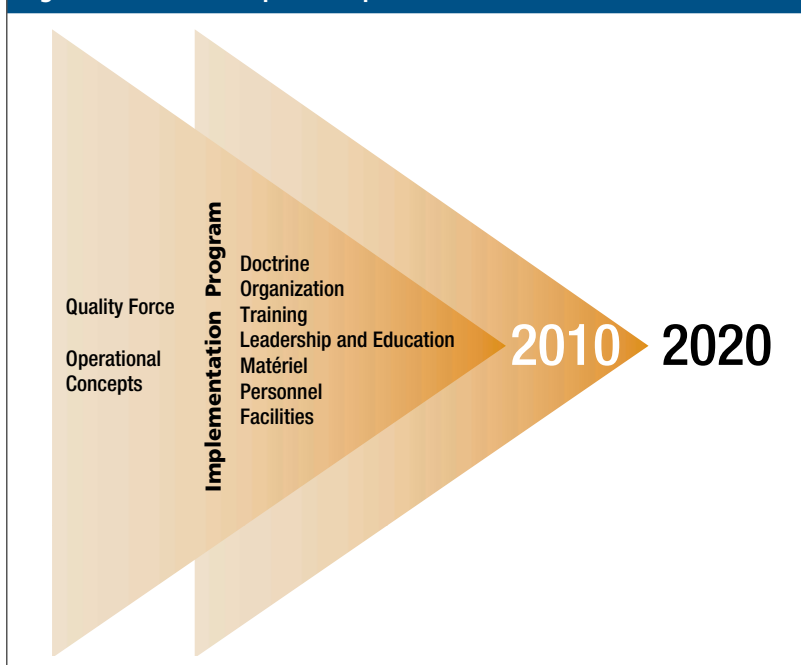 Quality Force
Operational
Concepts
Implementation Program
Doctrine
Organization
Training
Leadership and Education
Matériel
Personnel
Facilities
2010
2020